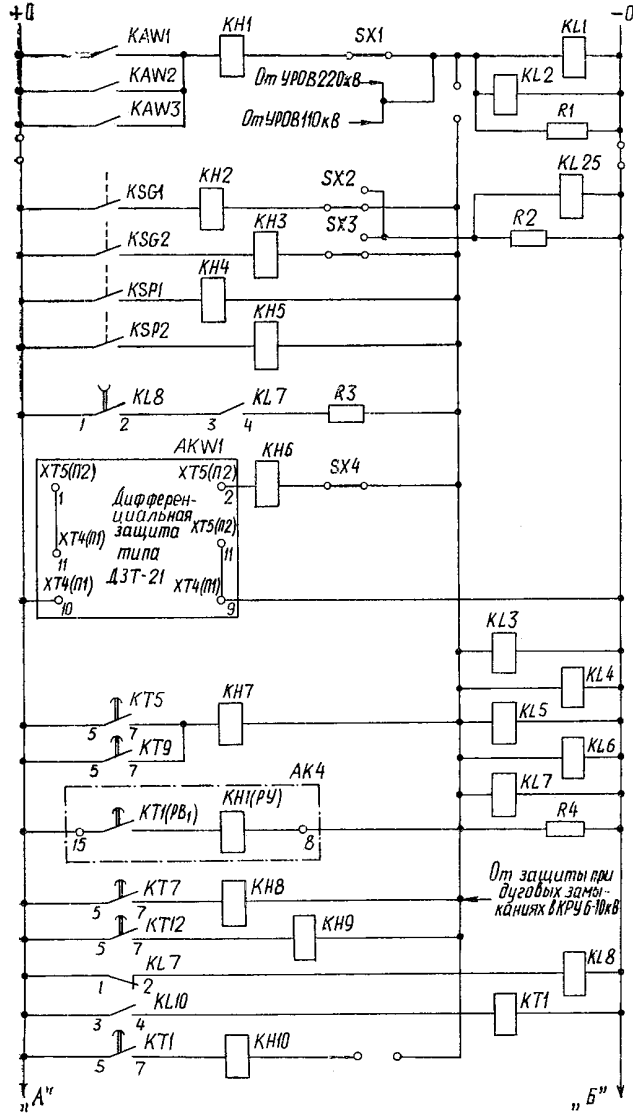 +0
-0
KAW1
KH1
SX1
KL1
KAW2
От УРОВ 220кВ
KL2
KAW3
От УРОВ 110кВ
R1
KSG1
KH2
SX2
KL25
KSG2
KH3
SX3
R2
KSP1
KH4
KSP2
KH5
1
KL8
2
3
KL7
4
R3
AKW1
XT5(П2)
1
XT5(П2)
2
KH6
SX4
Дифферен-
циальная
защита
типа
ДЗТ-21
XT4(П1)
11
XT5(П2)
11
XT4(П1)
10
XT4(П1)
9
KL3
KL4
KT5
5
7
KH7
KL5
KT9
5
7
KL6
AK4
KL7
15
KT1(РВ1)
KH1(РУ)
8
R4
KT7
5
7
KH8
От защиты при
дуговых замы-
каниях в КРУ 6-10кВ
KT12
5
7
KH9
KL7
1
2
KL8
KL10
3
4
KT1
KT1
5
7
KH10
„А“
„Б“